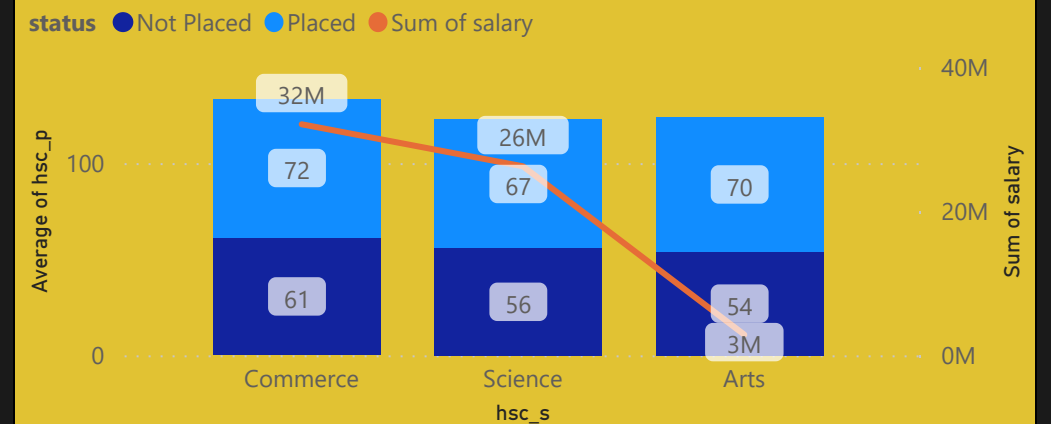 status Not Placed Placed Sum of salary
40M
32M
26M
Average of hsc_p
100
72
67
70
20M
Sum of salary
61
56
54
3M
0
0M
Commerce Science Arts
hsc_s